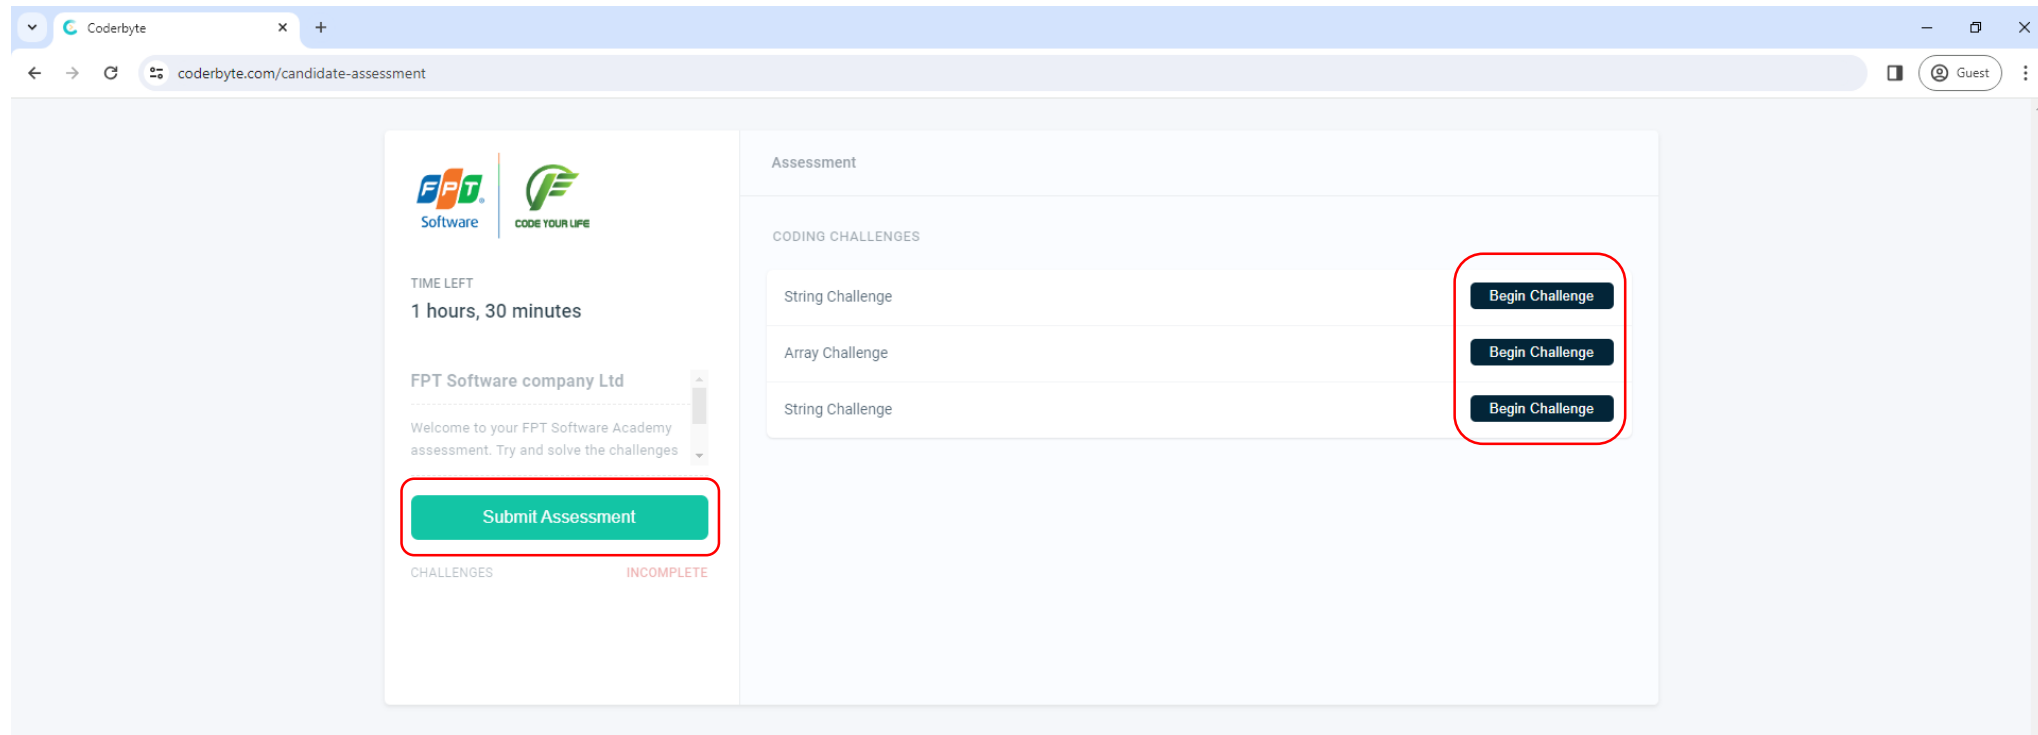 Coderbyte
coderbyte.com/candidate-assessment
Guest
FPT
Software
CODE YOUR LIFE
TIME LEFT
1 hours, 30 minutes
FPT Software company Ltd
Welcome to your FPT Software Academy
assessment. Try and solve the challenges
Submit Assessment
CHALLENGES INCOMPLETE
Assessment
CODING CHALLENGES
String Challenge Begin Challenge
Array Challenge Begin Challenge
String Challenge Begin Challenge